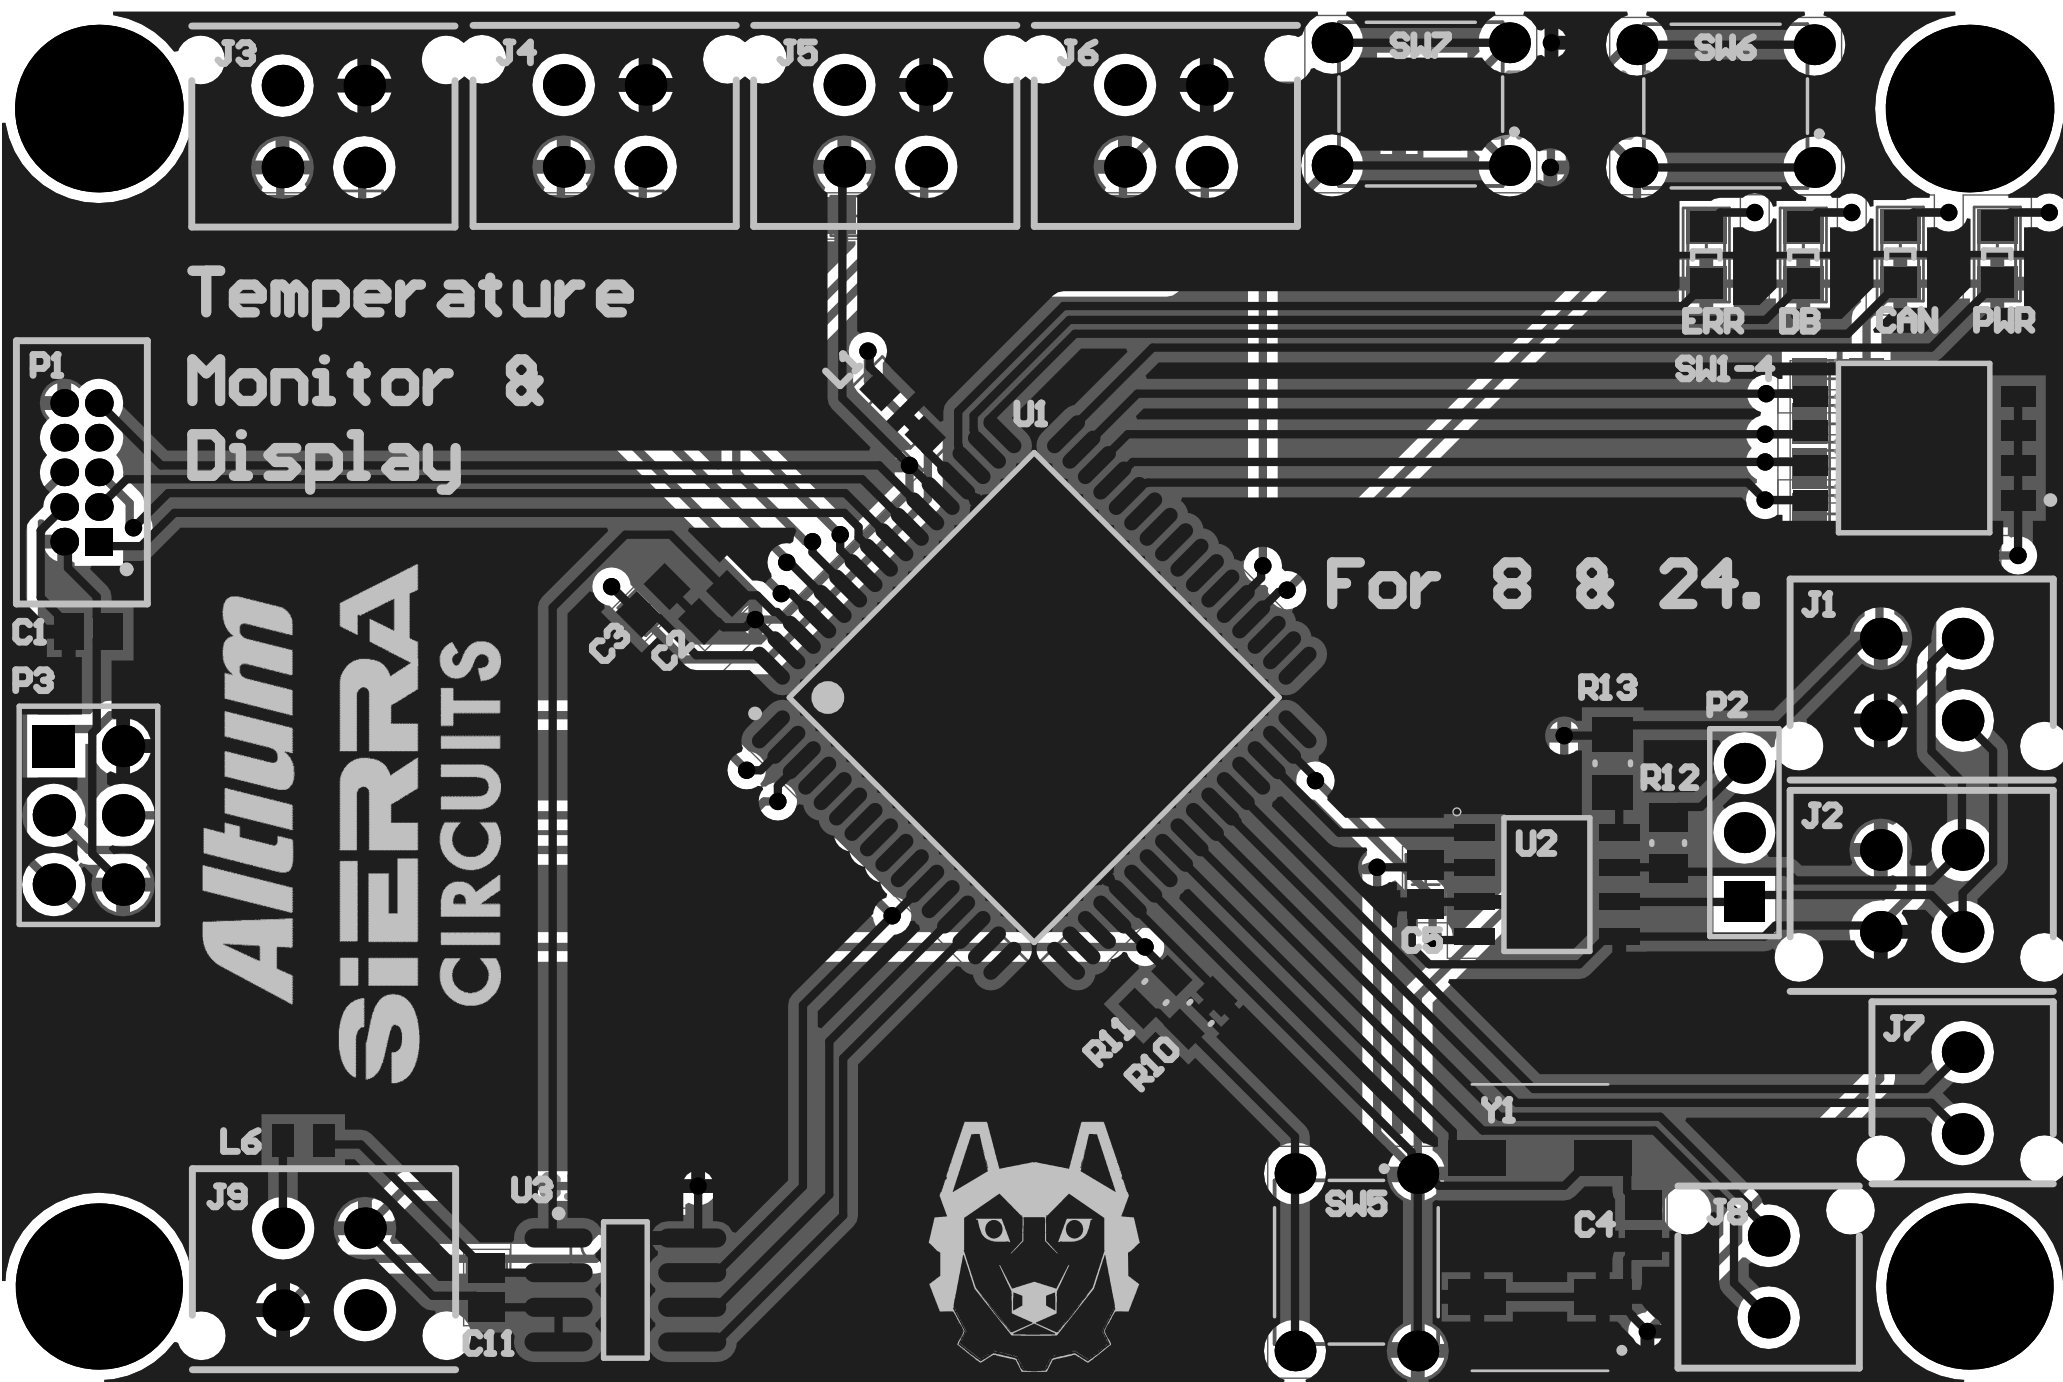 J3 J4 J5 J6 SW7 SW6
Temperature
Monitor &
Display
ERR DB CAN PWR
SW1-4
P1
U1
For 8 & 24.
J1
C1
C3 C2
P3
R13
P2
R12
J2
U2
C5
Altium
SiERRA
CIRCUITS
J7
R11
R10
Y1
L6
J9
U3
SW5
C4
J8
C11